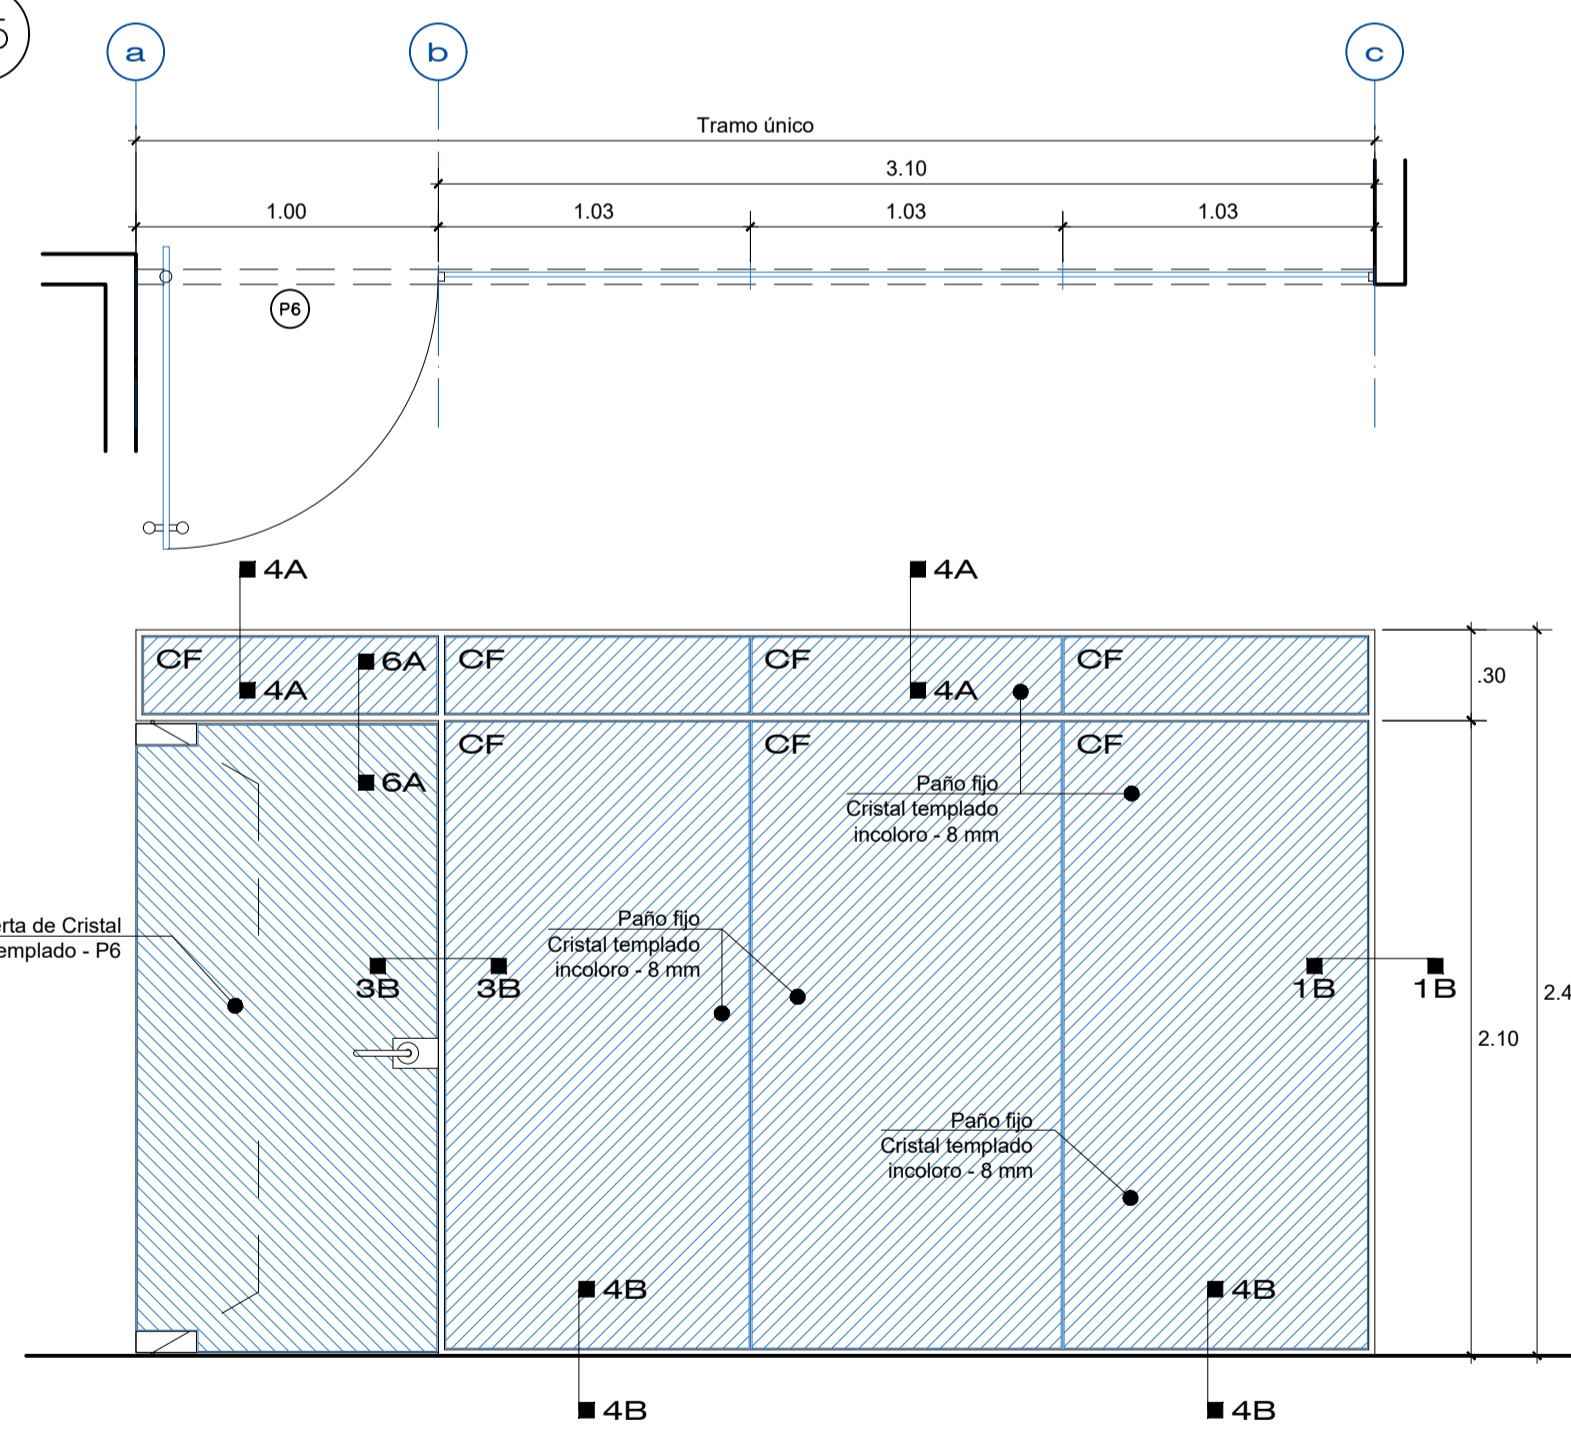 a
b
c
Tramo único
3.10
1.00
1.03
1.03
1.03
P6
4A
4A
CF
6A
CF
CF
CF
4A
4A
.30
CF
CF
CF
6A
Paño fijo
Cristal templado
incoloro - 8 mm
Paño fijo
Cristal templado
incoloro - 8 mm
de Cristal
- P6
3B
3B
1B
1B
2.10
Paño fijo
Cristal templado
incoloro - 8 mm
4B
4B
4B
4B